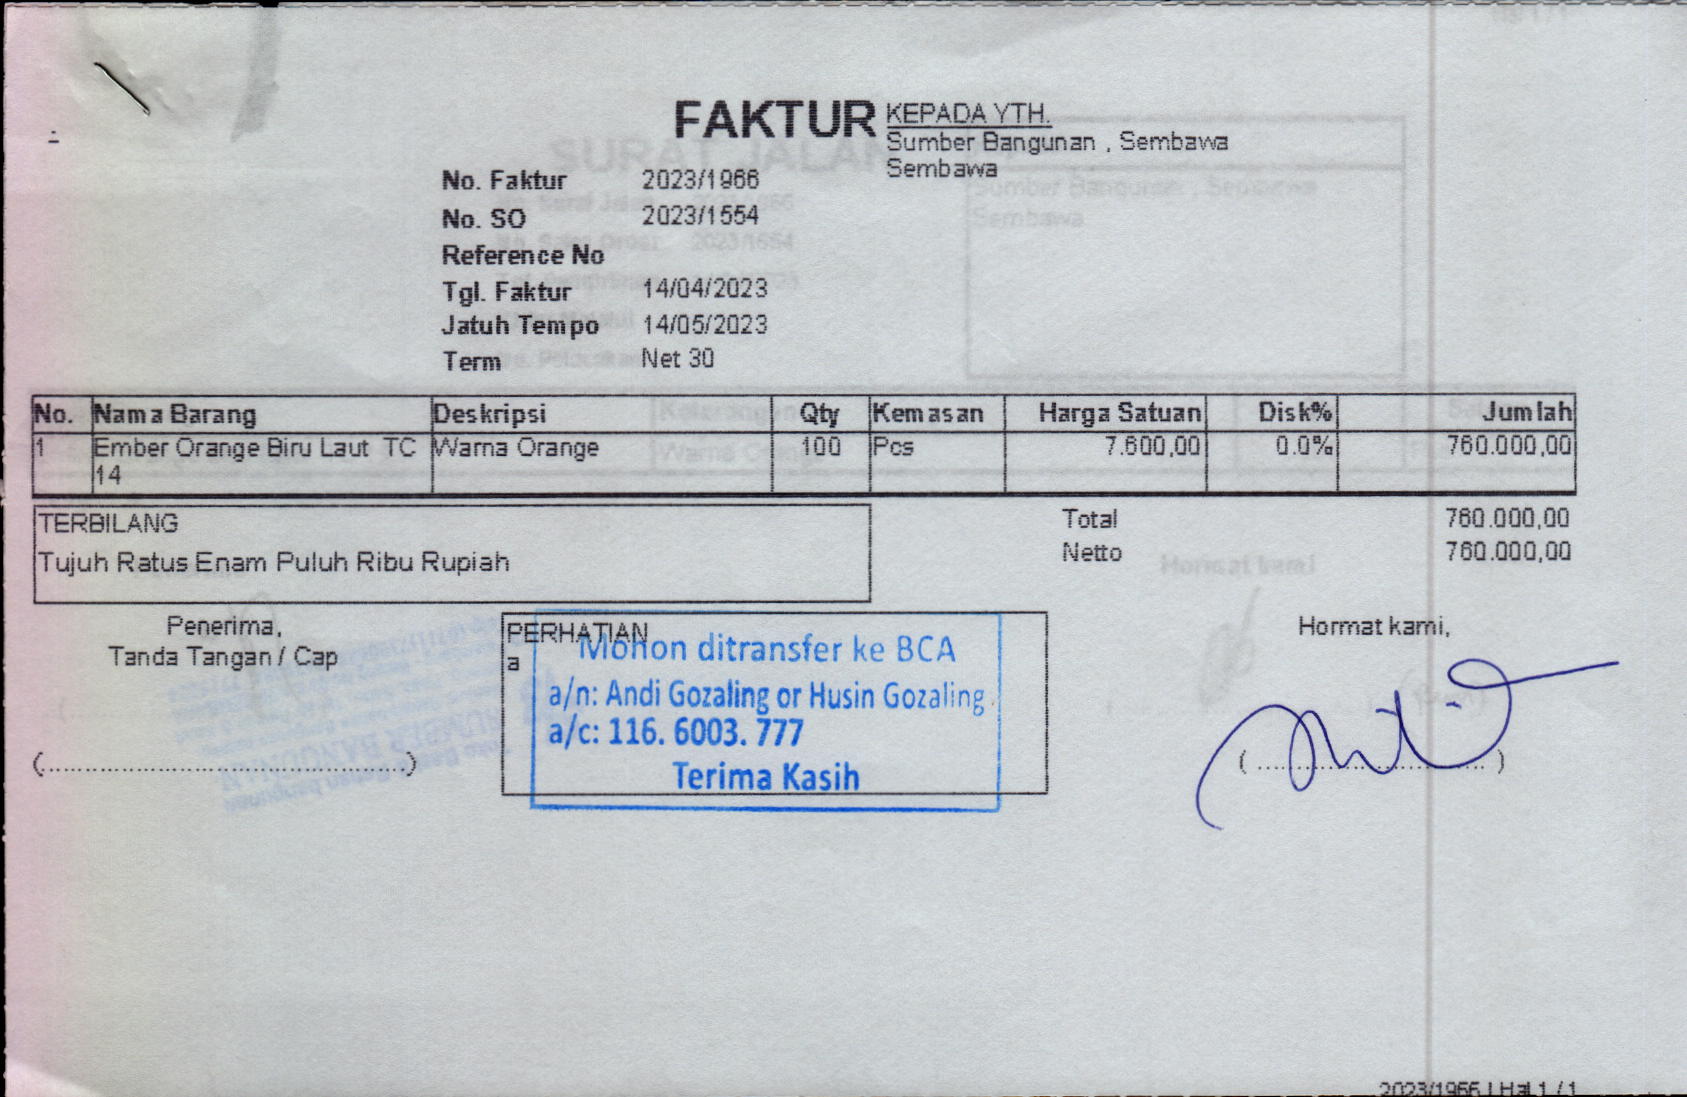 FAKTUR
KEPADA YTH.
Sumber Bangunan , Sembawa
Sembawa
No. Faktur 2023/1966
No. SO 2023/1554
Reference No
Tgl. Faktur 14/04/2023
Jatuh Tempo 14/05/2023
Term Net 30
No. Nama Barang Deskripsi Qty Kemasan Harga Satuan Disk% Jumlah
1 Ember Orange Biru Laut TC Warna Orange 100 Pcs 7.600,00 0.0% 760.000,00
14
TERBILANG
Tujuh Ratus Enam Puluh Ribu Rupiah
Total 760.000,00
Netto 760.000,00
Penerima,
Tanda Tangan / Cap
(............................................)
PERHATIAN
a
Mohon ditransfer ke BCA
a/n: Andi Gozaling or Husin Gozaling
a/c: 116. 6003. 777
Terima Kasih
Hormat kami,
(............................................)
2023/1966 | Hal 1 / 1